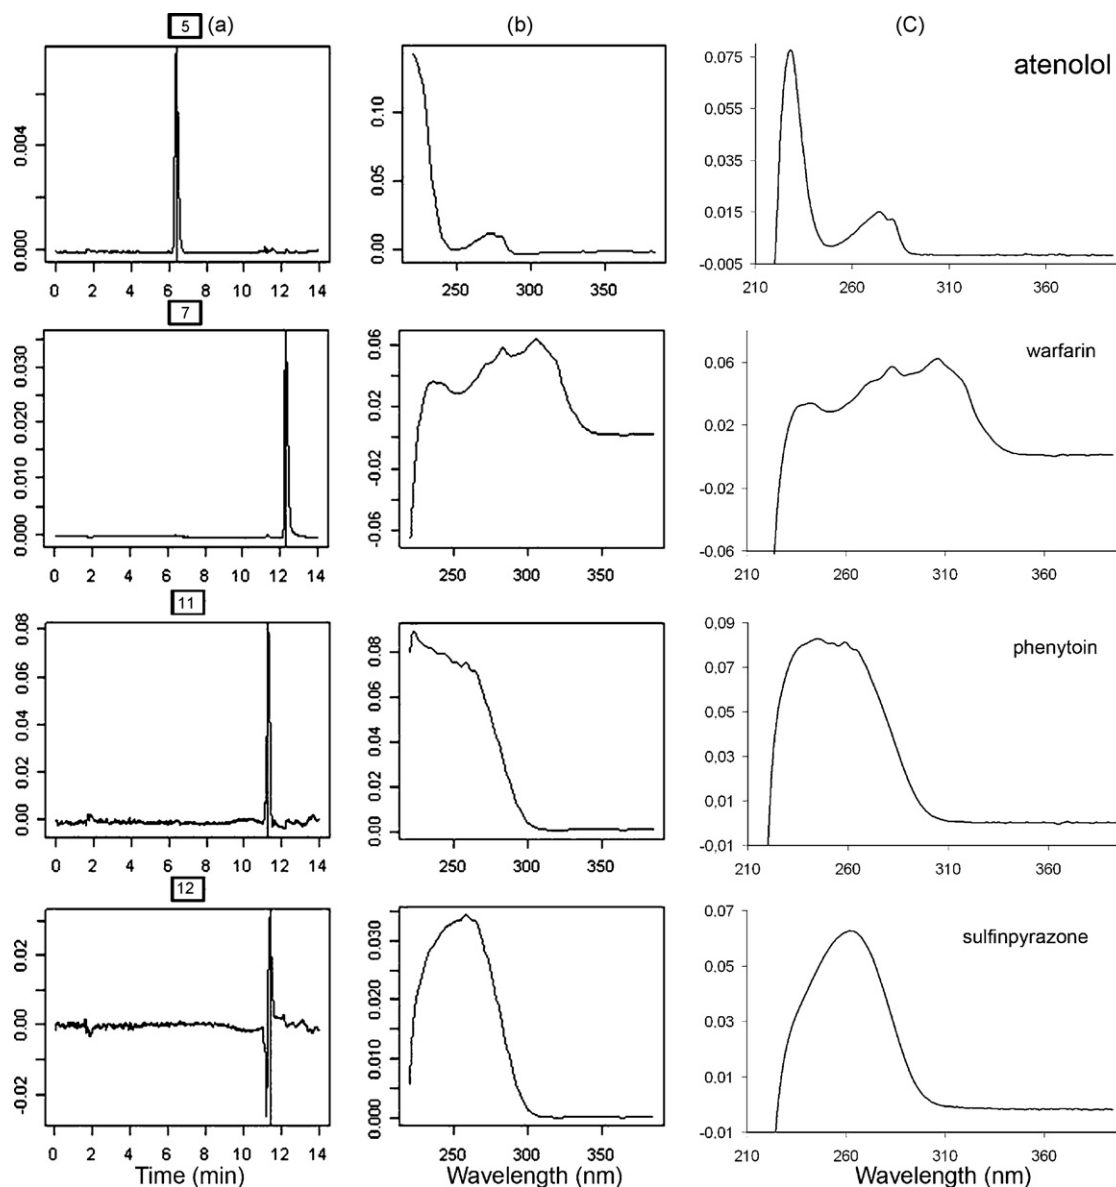 5 (a) (b) (C)
0.004
0.000
0 2 4 6 8 10 12 14
0.10
0.05
0.00
250 300 350
atenolol
0.075
0.055
0.035
0.015
-0.005
210 260 310 360
7
0.030
0.020
0.010
0.000
0 2 4 6 8 10 12 14
0.06
0.02
-0.02
-0.06
250 300 350
warfarin
0.06
0.02
-0.02
-0.06
210 260 310 360
11
0.08
0.06
0.04
0.02
0.00
0 2 4 6 8 10 12 14
0.08
0.06
0.04
0.02
0.00
250 300 350
phenytoin
0,09
0,07
0,05
0,03
0,01
-0,01
210 260 310 360
12
0.02
0.00
-0.02
0 2 4 6 8 10 12 14
Time (min)
0.030
0.020
0.010
0.000
250 300 350
Wavelength (nm)
sulfinpyrazone
0.07
0.05
0.03
0.01
-0.01
210 260 310 360
Wavelength (nm)